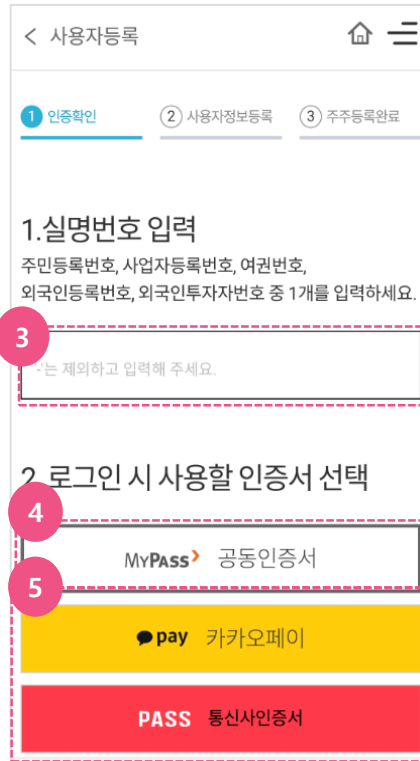 < 사용자등록
1 인증확인 2 사용자정보등록 3 주주등록완료
1.실명번호 입력
주민등록번호, 사업자등록번호, 여권번호,
외국인등록번호, 외국인투자자번호 중 1개를 입력하세요.
3
'-'는 제외하고 입력해 주세요.
2. 로그인 시 사용할 인증서 선택
4
MYPASS 공동인증서
5
pay 카카오페이
PASS 통신사인증서